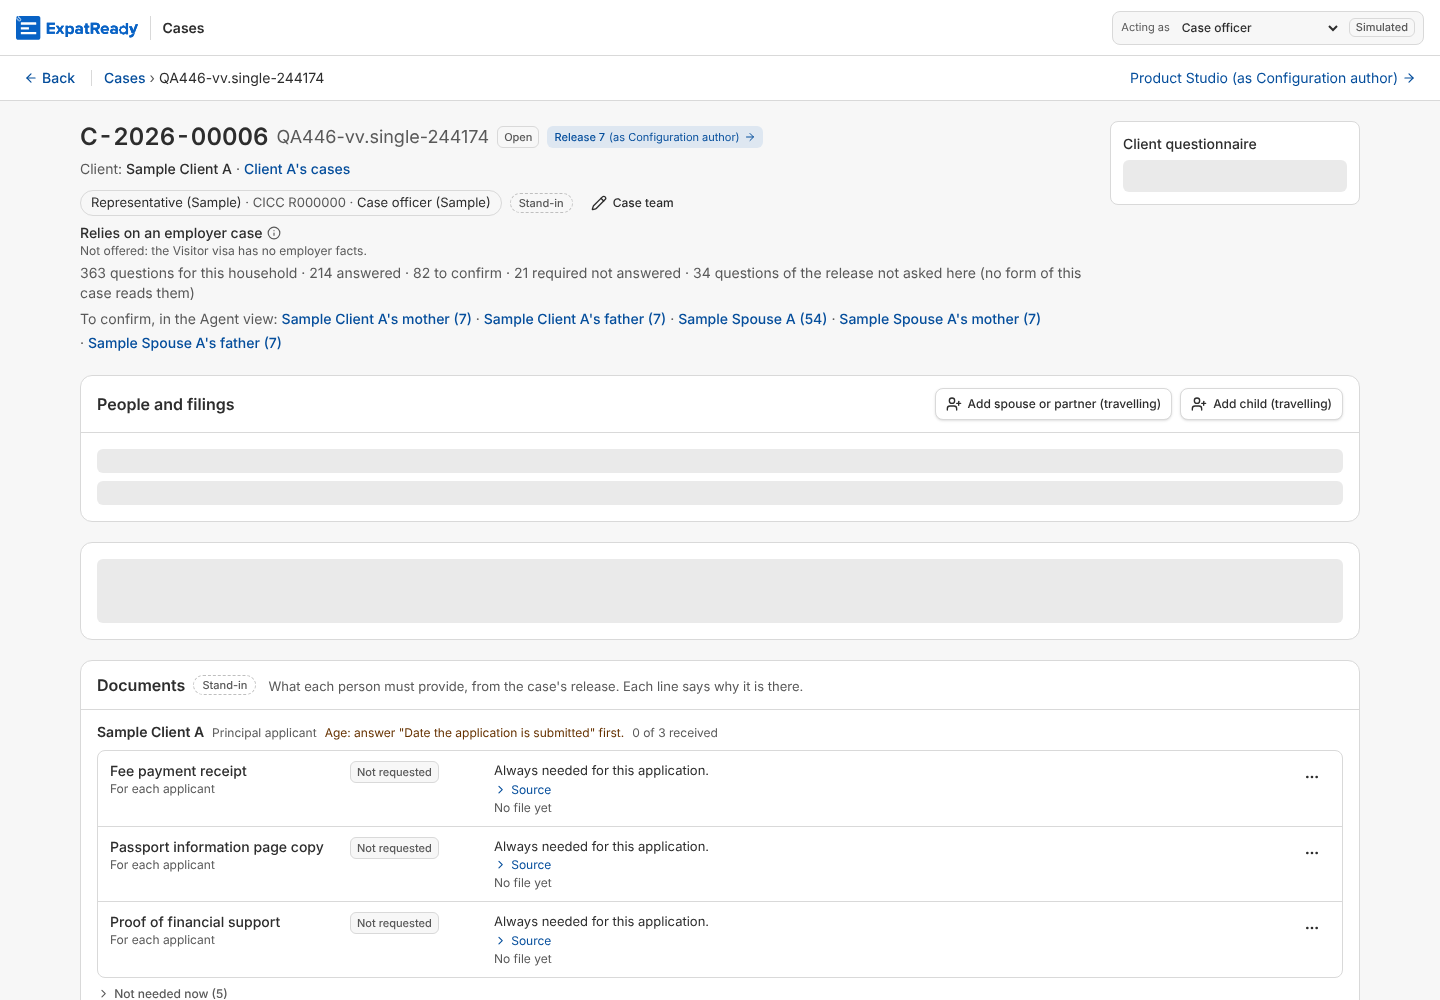 ExpatReady
Cases
Acting as Case officer Simulated
Back
Cases › QA446-vv.single-244174
Product Studio (as Configuration author) →
C-2026-00006 QA446-vv.single-244174 Open Release 7 (as Configuration author) →
Client questionnaire
Client: Sample Client A · Client A's cases
Representative (Sample) · CICC R000000 · Case officer (Sample) Stand-in Case team
Relies on an employer case
Not offered: the Visitor visa has no employer facts.
363 questions for this household · 214 answered · 82 to confirm · 21 required not answered · 34 questions of the release not asked here (no form of this
case reads them)
To confirm, in the Agent view: Sample Client A's mother (7) · Sample Client A's father (7) · Sample Spouse A (54) · Sample Spouse A's mother (7)
· Sample Spouse A's father (7)
People and filings
Add spouse or partner (travelling)
Add child (travelling)
Documents Stand-in What each person must provide, from the case's release. Each line says why it is there.
Sample Client A Principal applicant Age: answer "Date the application is submitted" first. 0 of 3 received
Fee payment receipt Not requested Always needed for this application.
For each applicant
Source
No file yet
Passport information page copy Not requested Always needed for this application.
For each applicant
Source
No file yet
Proof of financial support Not requested Always needed for this application.
For each applicant
Source
No file yet
Not needed now (5)